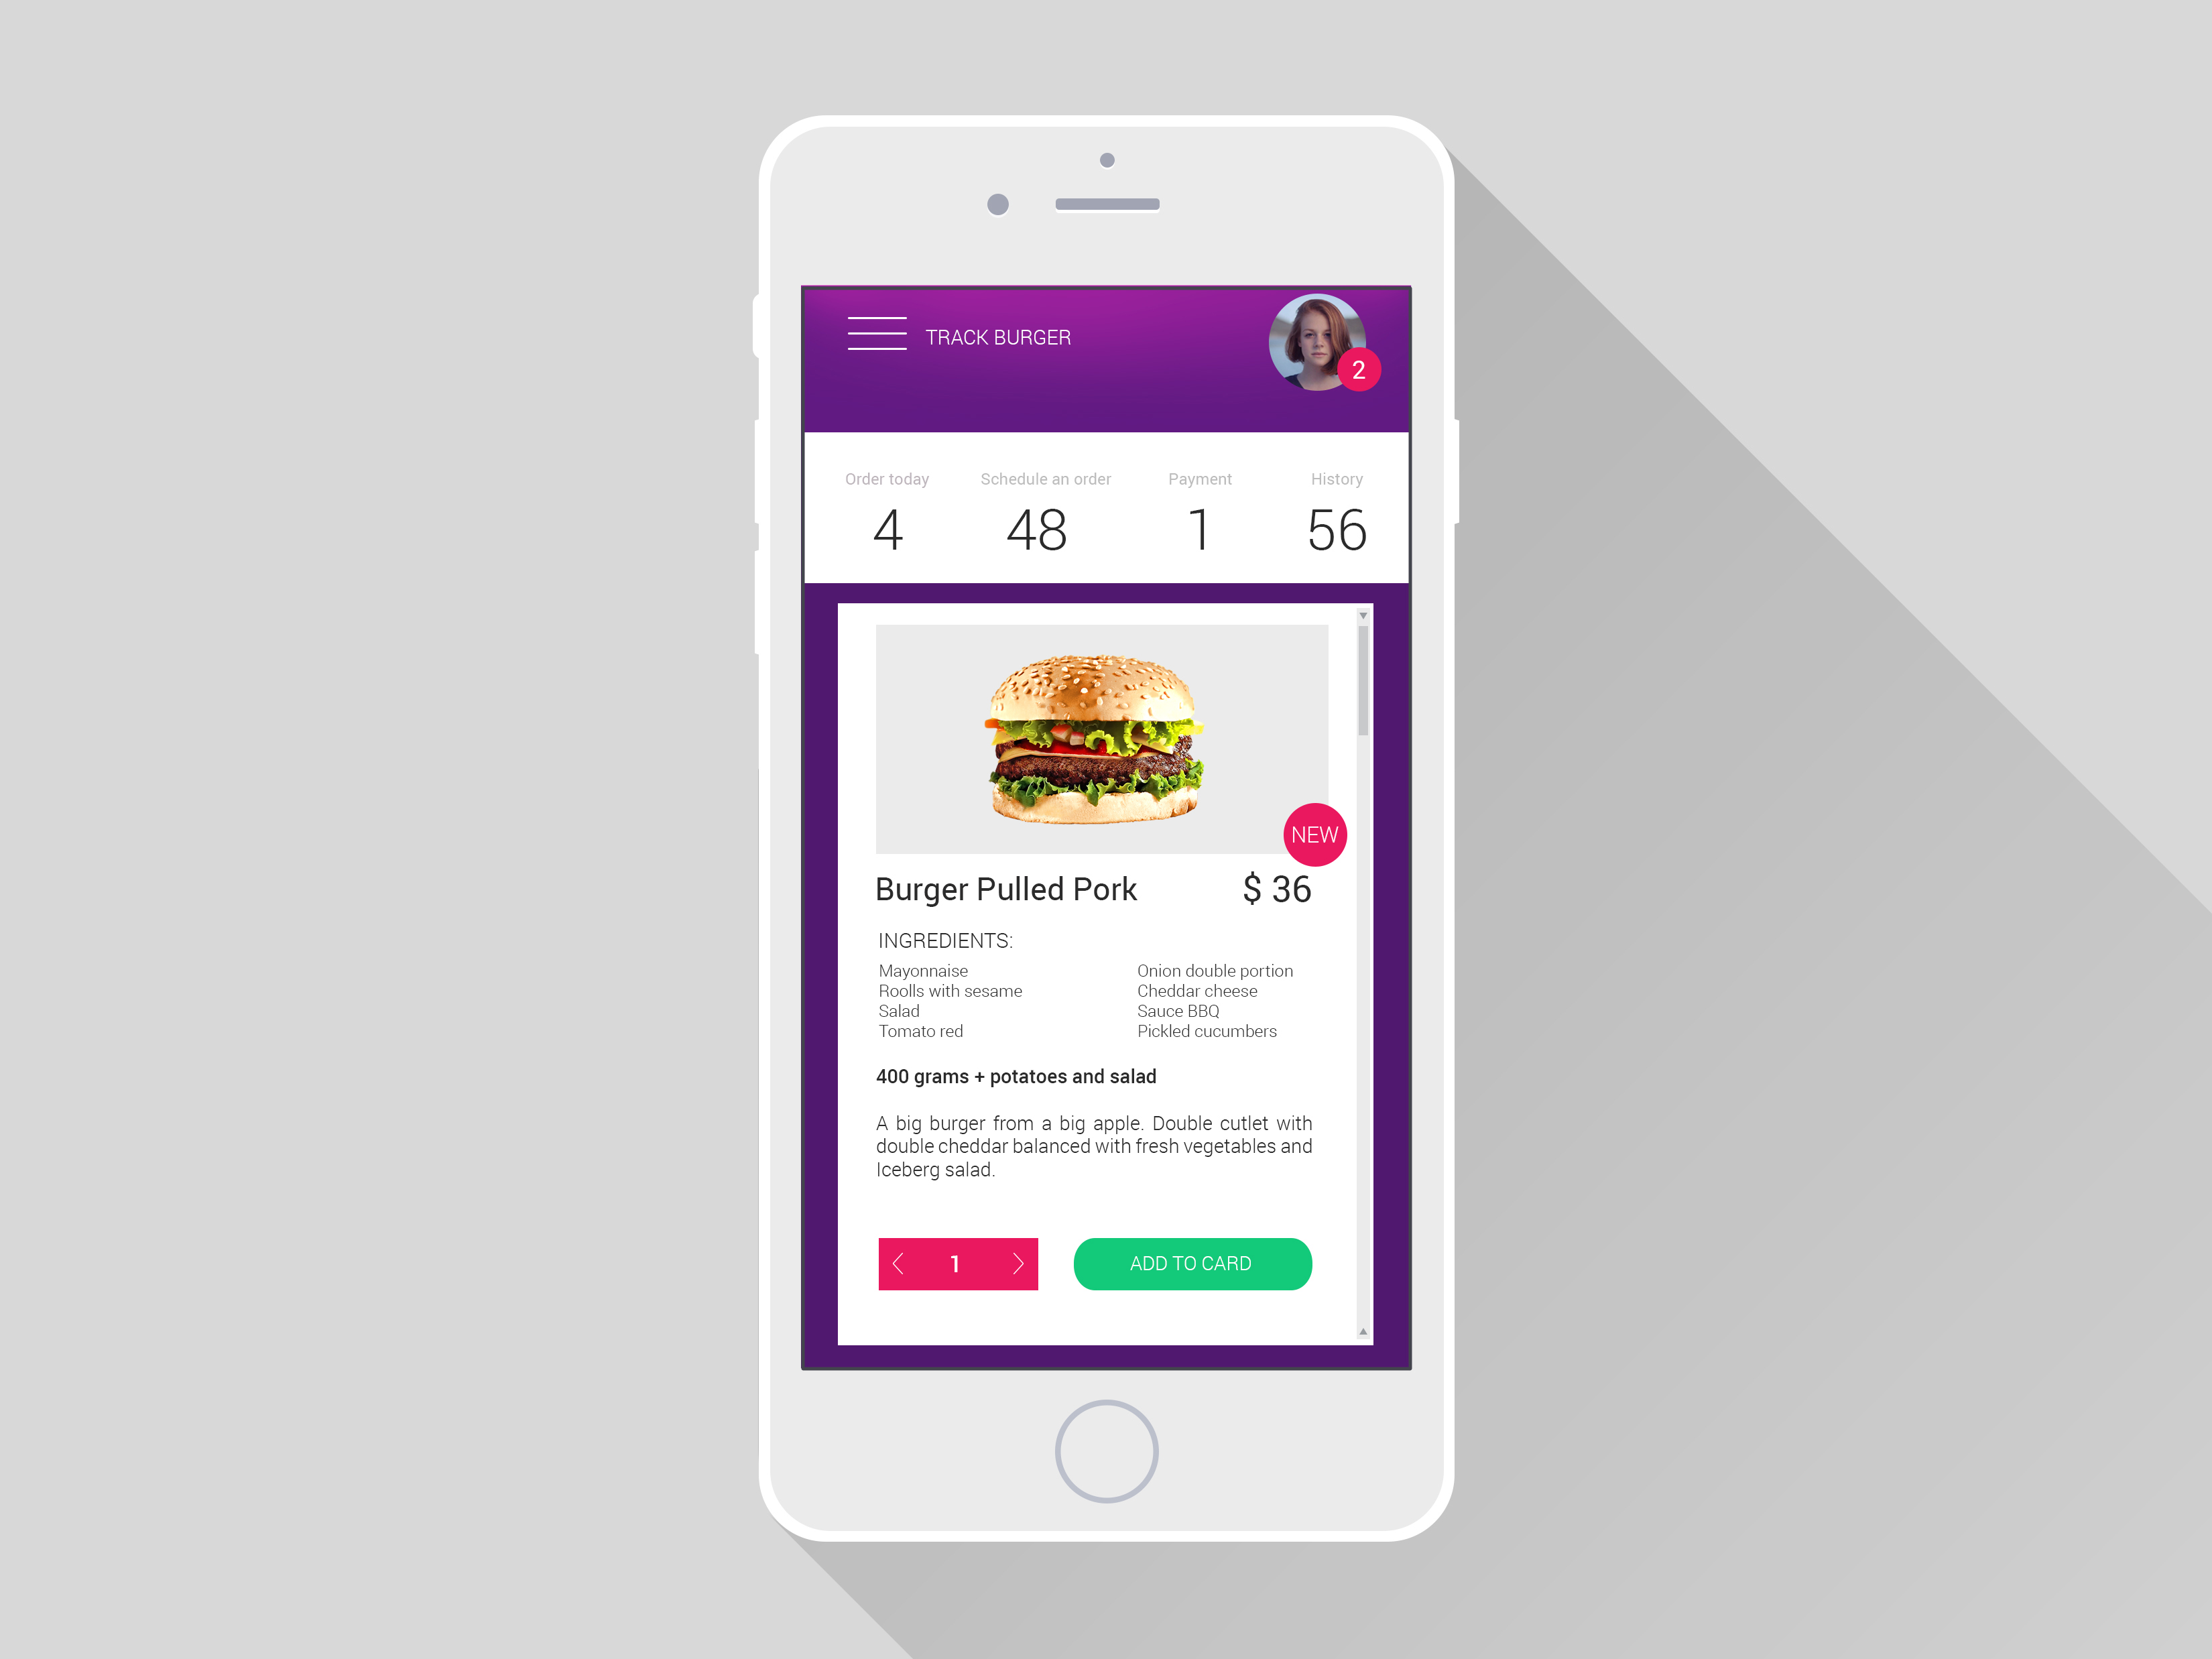 TRACK BURGER
2
Order today Schedule an order Payment History
4 48 1 56
NEW
Burger Pulled Pork $ 36
INGREDIENTS:
Mayonnaise
Roolls with sesame
Salad
Tomato red
Onion double portion
Cheddar cheese
Sauce BBQ
Pickled cucumbers
400 grams + potatoes and salad
A big burger from a big apple. Double cutlet with
double cheddar balanced with fresh vegetables and
Iceberg salad.
1 ADD TO CARD